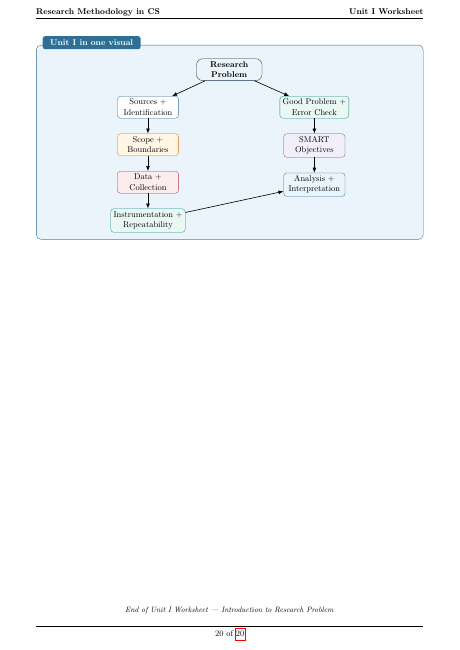 Research Methodology in CS
Unit I Worksheet
Unit I in one visual
Research
Problem
Sources +
Identification
Good Problem +
Error Check
Scope +
Boundaries
SMART
Objectives
Data +
Collection
Analysis +
Interpretation
Instrumentation +
Repeatability
End of Unit I Worksheet — Introduction to Research Problem
20 of 20